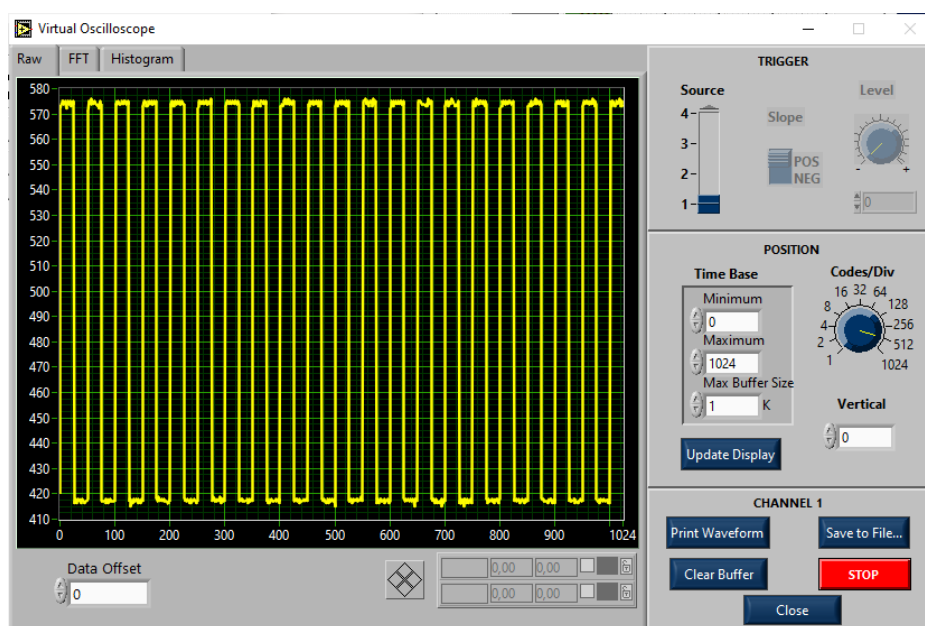 Virtual Oscilloscope
Raw FFT Histogram
580
570
560
550
540
530
520
510
500
490
480
470
460
450
440
430
420
410
0 100 200 300 400 500 600 700 800 900 1024
Data Offset
0
0,00 0,00
0,00 0,00
TRIGGER
Source
4
3
2
1
Slope
POS
NEG
Level
- +
0
POSITION
Time Base
Minimum
0
Maximum
1024
Max Buffer Size
1 K
Update Display
Codes/Div
16 32 64
8 128
4 256
2 512
1 1024
Vertical
0
CHANNEL 1
Print Waveform Save to File...
Clear Buffer STOP
Close